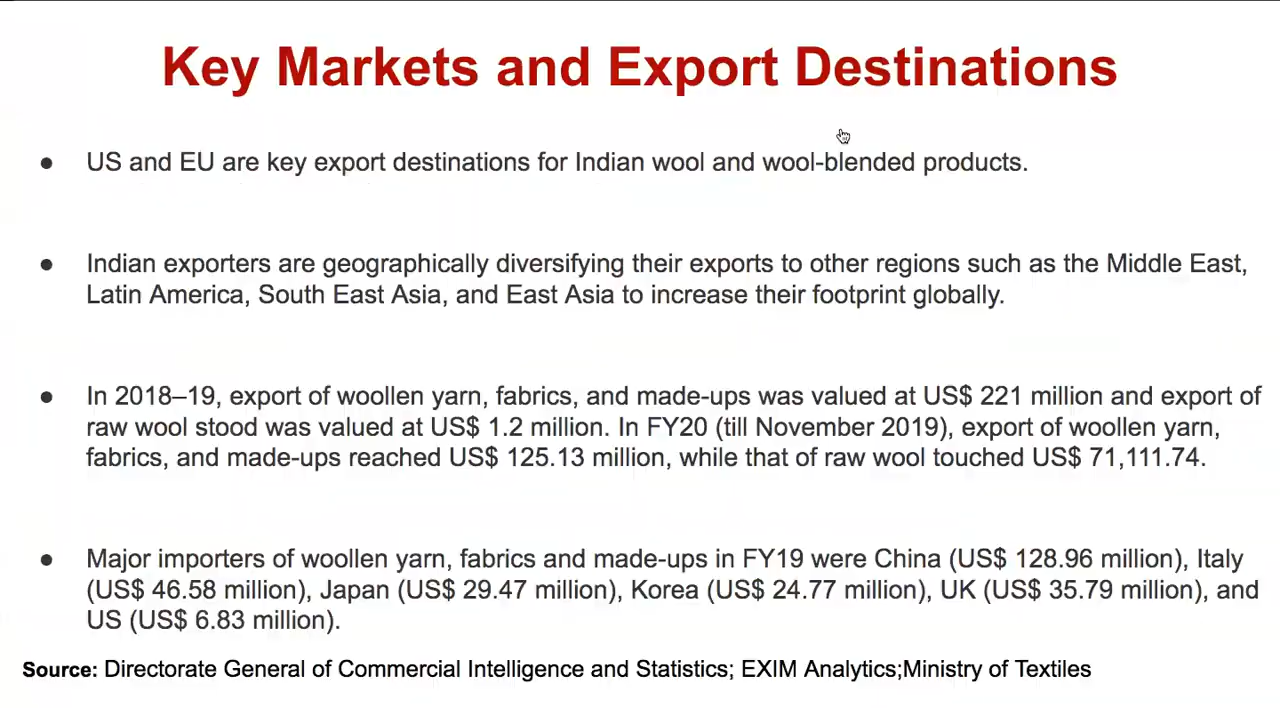 Key Markets and Export Destinations
● US and EU are key export destinations for Indian wool and wool-blended products.
● Indian exporters are geographically diversifying their exports to other regions such as the Middle East,
Latin America, South East Asia, and East Asia to increase their footprint globally.
● In 2018–19, export of woollen yarn, fabrics, and made-ups was valued at US$ 221 million and export of
raw wool stood was valued at US$ 1.2 million. In FY20 (till November 2019), export of woollen yarn,
fabrics, and made-ups reached US$ 125.13 million, while that of raw wool touched US$ 71,111.74.
● Major importers of woollen yarn, fabrics and made-ups in FY19 were China (US$ 128.96 million), Italy
(US$ 46.58 million), Japan (US$ 29.47 million), Korea (US$ 24.77 million), UK (US$ 35.79 million), and
US (US$ 6.83 million).
Source: Directorate General of Commercial Intelligence and Statistics; EXIM Analytics;Ministry of Textiles